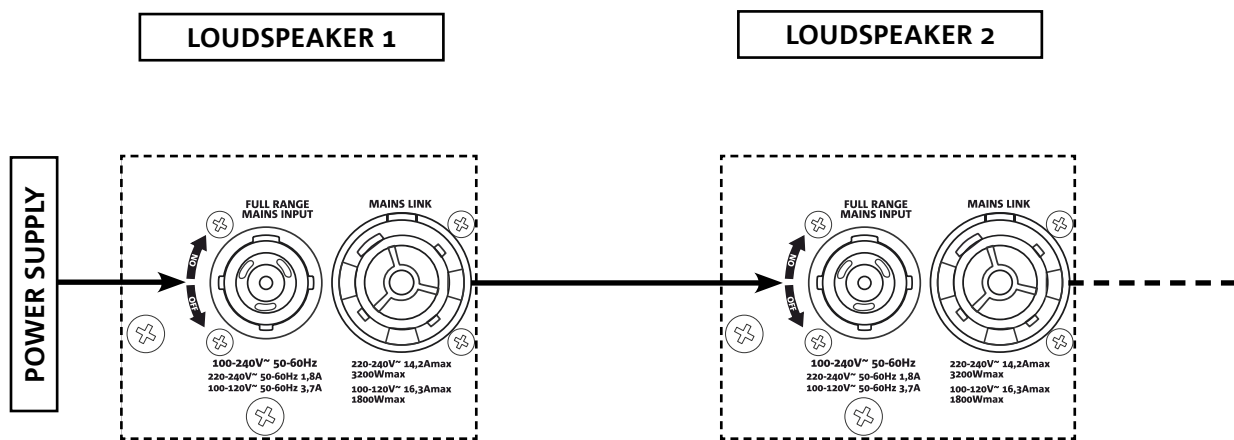 LOUDSPEAKER 1
LOUDSPEAKER 2
POWER SUPPLY
FULL RANGE
MAINS INPUT
MAINS LINK
ON
OFF
100-240V~ 50-60Hz
220-240V~ 50-60Hz 1,8A
100-120V~ 50-60Hz 3,7A
220-240V~ 14,2Amax
3200Wmax
100-120V~ 16,3Amax
1800Wmax
FULL RANGE
MAINS INPUT
MAINS LINK
ON
OFF
100-240V~ 50-60Hz
220-240V~ 50-60Hz 1,8A
100-120V~ 50-60Hz 3,7A
220-240V~ 14,2Amax
3200Wmax
100-120V~ 16,3Amax
1800Wmax